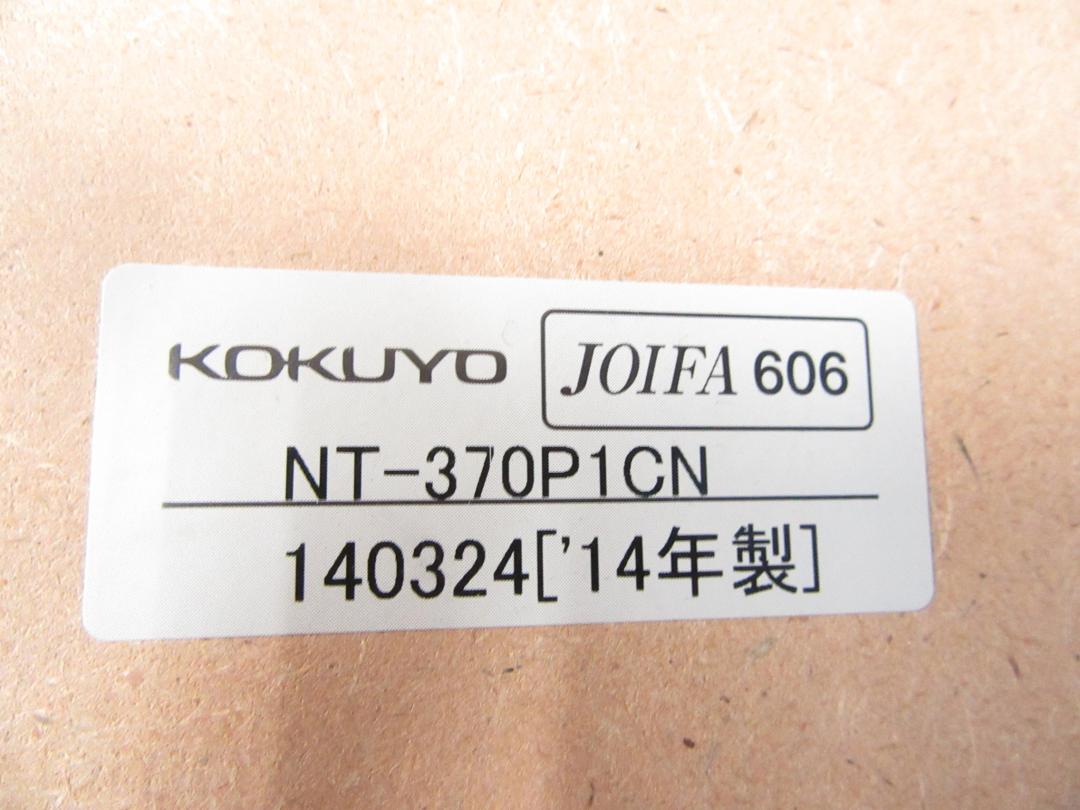 KOKUYO JOIFA 606
NT-370P1CN
140324['14年製]